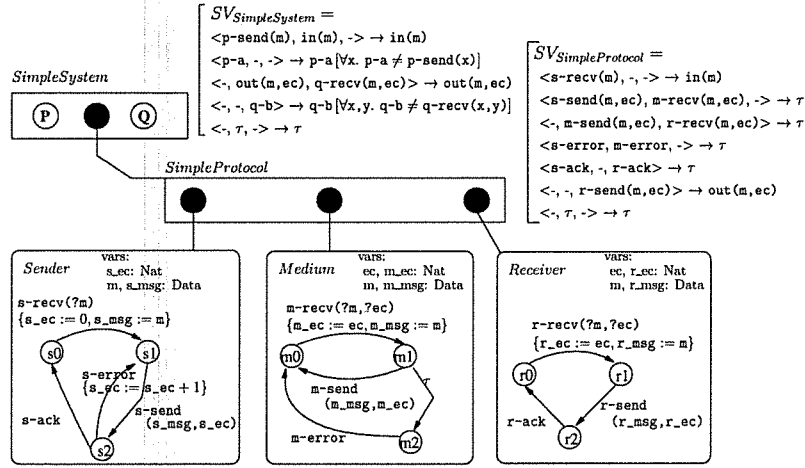 SV_SimpleSystem =
<p-send(m), in(m), -> → in(m)
<p-a, -, -> → p-a [∀x. p-a ≠ p-send(x)]
<-, out(m,ec), q-recv(m,ec)> → out(m,ec)
<-, -, q-b> → q-b [∀x,y. q-b ≠ q-recv(x,y)]
<-, τ, -> → τ
SV_SimpleProtocol =
<s-recv(m), -, -> → in(m)
<s-send(m,ec), m-recv(m,ec), -> → τ
<-, m-send(m,ec), r-recv(m,ec)> → τ
<s-error, m-error, -> → τ
<s-ack, -, r-ack> → τ
<-, -, r-send(m,ec)> → out(m,ec)
<-, τ, -> → τ
SimpleSystem
P Q
SimpleProtocol
Sender
vars:
s_ec: Nat
m, s_msg: Data
s-recv(?m)
{s_ec := 0, s_msg := m}
s0 s1
s-error
{s_ec := s_ec + 1}
s-send
(s_msg,s_ec)
s-ack
s2
Medium
vars:
ec, m_ec: Nat
m, m_msg: Data
m-recv(?m,?ec)
{m_ec := ec, m_msg := m}
m0 m1
m-send
(m_msg,m_ec)
τ
m-error
m2
Receiver
vars:
ec, r_ec: Nat
m, r_msg: Data
r-recv(?m,?ec)
{r_ec := ec, r_msg := m}
r0 r1
r-ack
r-send
(r_msg,r_ec)
r2